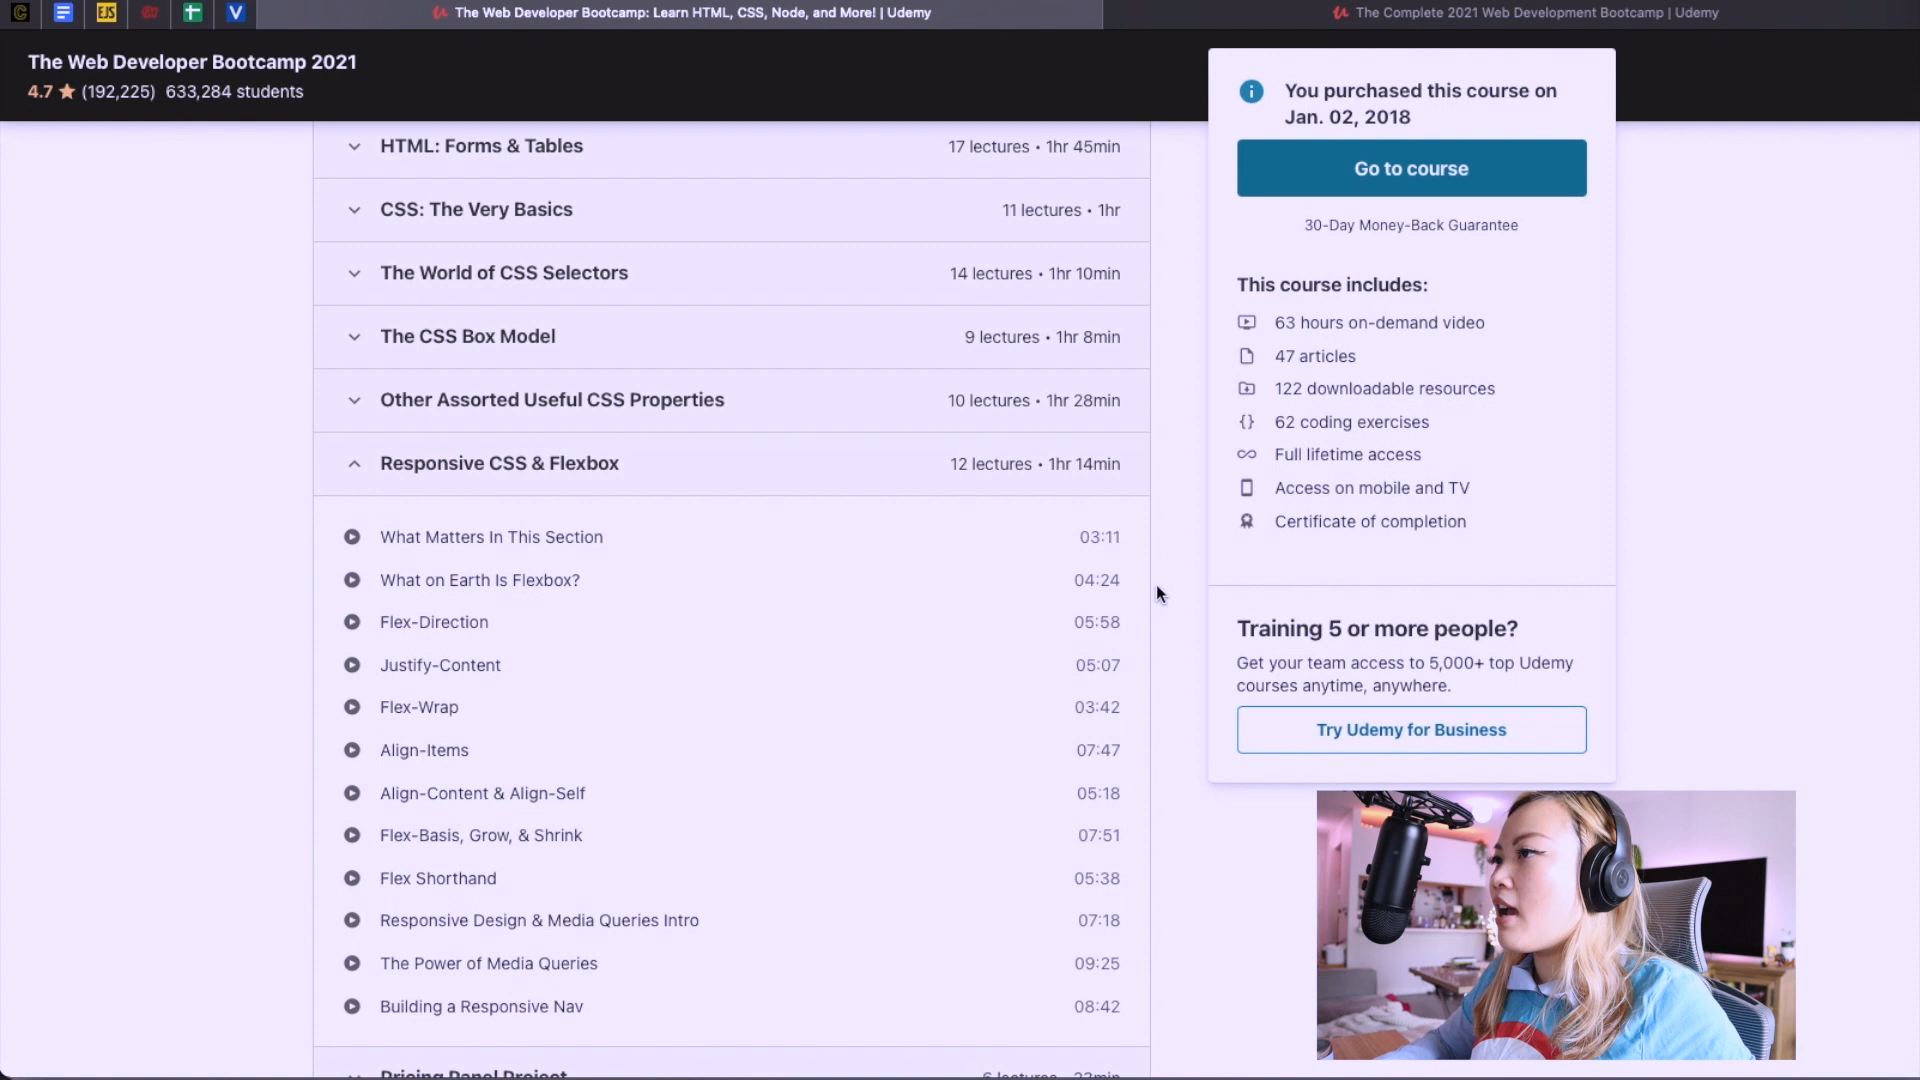 EJS
The Web Developer Bootcamp: Learn HTML, CSS, Node, and More! | Udemy
The Complete 2021 Web Development Bootcamp | Udemy
The Web Developer Bootcamp 2021
4.7 ★ (192,225) 633,284 students
HTML: Forms & Tables 17 lectures • 1hr 45min
CSS: The Very Basics 11 lectures • 1hr
The World of CSS Selectors 14 lectures • 1hr 10min
The CSS Box Model 9 lectures • 1hr 8min
Other Assorted Useful CSS Properties 10 lectures • 1hr 28min
Responsive CSS & Flexbox 12 lectures • 1hr 14min
What Matters In This Section 03:11
What on Earth Is Flexbox? 04:24
Flex-Direction 05:58
Justify-Content 05:07
Flex-Wrap 03:42
Align-Items 07:47
Align-Content & Align-Self 05:18
Flex-Basis, Grow, & Shrink 07:51
Flex Shorthand 05:38
Responsive Design & Media Queries Intro 07:18
The Power of Media Queries 09:25
Building a Responsive Nav 08:42
Pricing Panel Project
You purchased this course on
Jan. 02, 2018
Go to course
30-Day Money-Back Guarantee
This course includes:
63 hours on-demand video
47 articles
122 downloadable resources
62 coding exercises
Full lifetime access
Access on mobile and TV
Certificate of completion
Training 5 or more people?
Get your team access to 5,000+ top Udemy
courses anytime, anywhere.
Try Udemy for Business